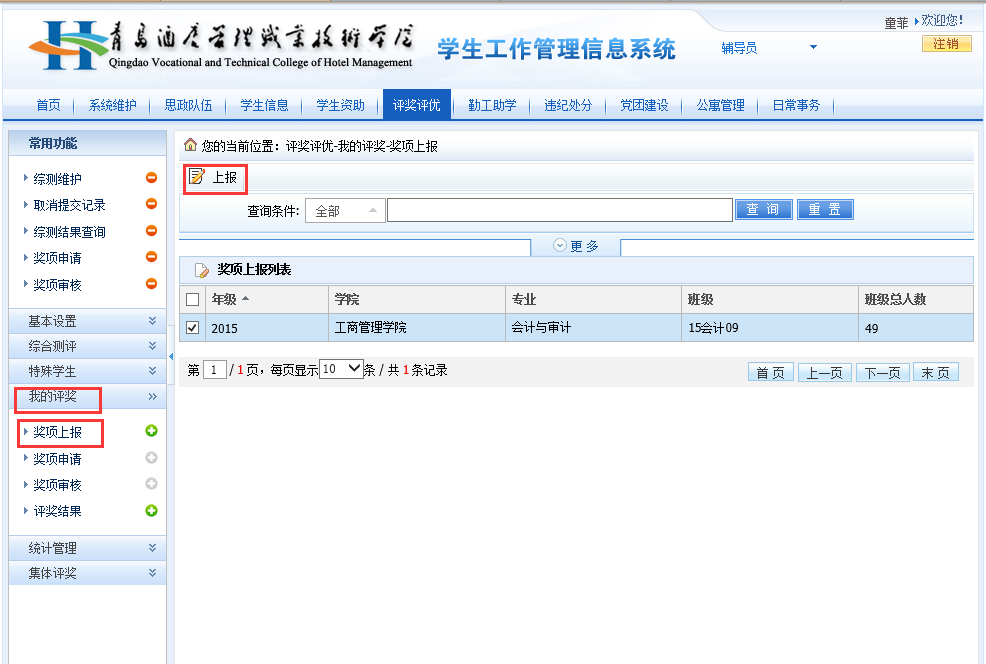 青岛酒店管理职业技术学院
Qingdao Vocational and Technical College of Hotel Management
学生工作管理信息系统
辅导员
童菲 欢迎您!
注销
首页 系统维护 思政队伍 学生信息 学生资助 评奖评优 勤工助学 违纪处分 党团建设 公寓管理 日常事务
常用功能
综测维护
取消提交记录
综测结果查询
奖项申请
奖项审核
基本设置
综合测评
特殊学生
我的评奖
奖项上报
奖项申请
奖项审核
评奖结果
统计管理
集体评奖
您的当前位置：评奖评优-我的评奖-奖项上报
上报
查询条件: 全部 查 询 重 置
更 多
奖项上报列表
年级 学院 专业 班级 班级总人数
2015 工商管理学院 会计与审计 15会计09 49
第 1 / 1 页，每页显示 10 条 / 共 1 条记录
首 页 上一页 下一页 末 页